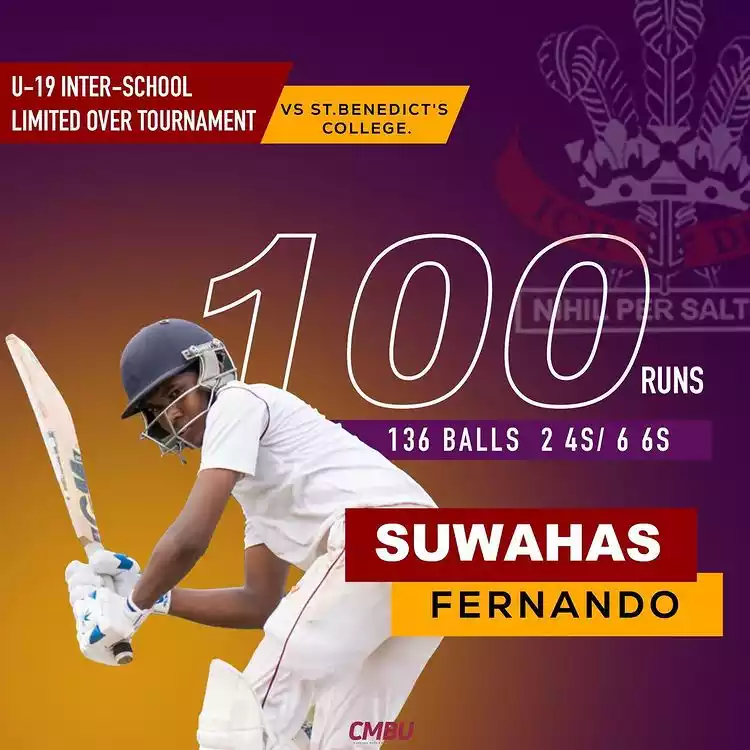 U-19 INTER-SCHOOL
LIMITED OVER TOURNAMENT
VS ST.BENEDICT'S
COLLEGE.
NIHIL PER SALT
100
RUNS
136 BALLS 2 4S/ 6 6S
SUWAHAS
FERNANDO
CMBU